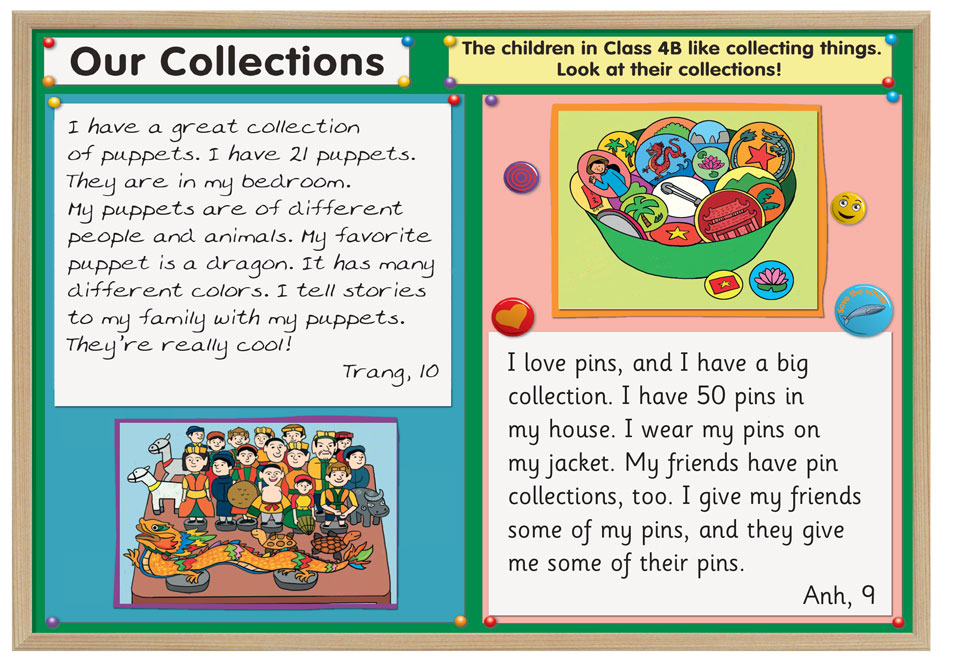 Our Collections
The children in Class 4B like collecting things.
Look at their collections!
I have a great collection
of puppets. I have 21 puppets.
They are in my bedroom.
My puppets are of different
people and animals. My favorite
puppet is a dragon. It has many
different colors. I tell stories
to my family with my puppets.
They're really cool!
Trang, 10
I love pins, and I have a big
collection. I have 50 pins in
my house. I wear my pins on
my jacket. My friends have pin
collections, too. I give my friends
some of my pins, and they give
me some of their pins.
Anh, 9